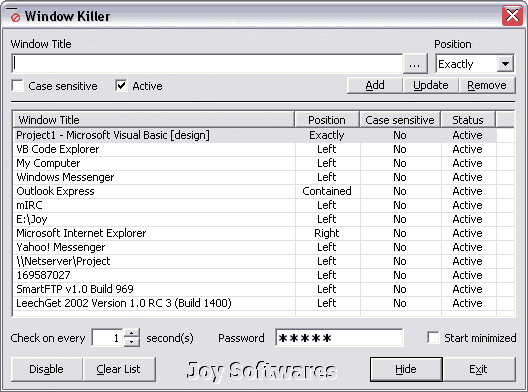 Window Killer
Window Title
Position
...
Exactly
Case sensitive
Active
Add
Update
Remove
Window Title Position Case sensitive Status
Project1 - Microsoft Visual Basic [design] Exactly No Active
VB Code Explorer Left No Active
My Computer Left No Active
Windows Messenger Left No Active
Outlook Express Contained No Active
mIRC Left No Active
E:\Joy Left No Active
Microsoft Internet Explorer Right No Active
Yahoo! Messenger Left No Active
\\Netserver\Project Left No Active
169587027 Left No Active
SmartFTP v1.0 Build 969 Left No Active
LeechGet 2002 Version 1.0 RC 3 (Build 1400) Left No Active
Check on every 1 second(s) Password ***** Start minimized
Disable Clear List Joy Softwares Hide Exit